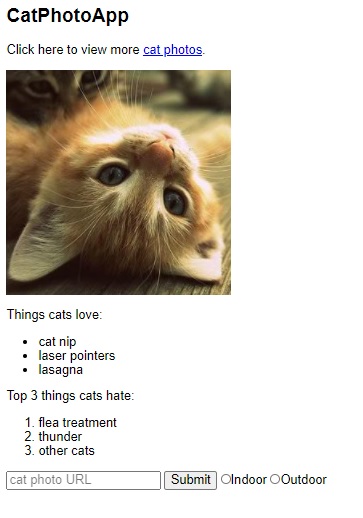 CatPhotoApp
Click here to view more cat photos.
Things cats love:
• cat nip
• laser pointers
• lasagna
Top 3 things cats hate:
1. flea treatment
2. thunder
3. other cats
cat photo URL Submit Indoor Outdoor